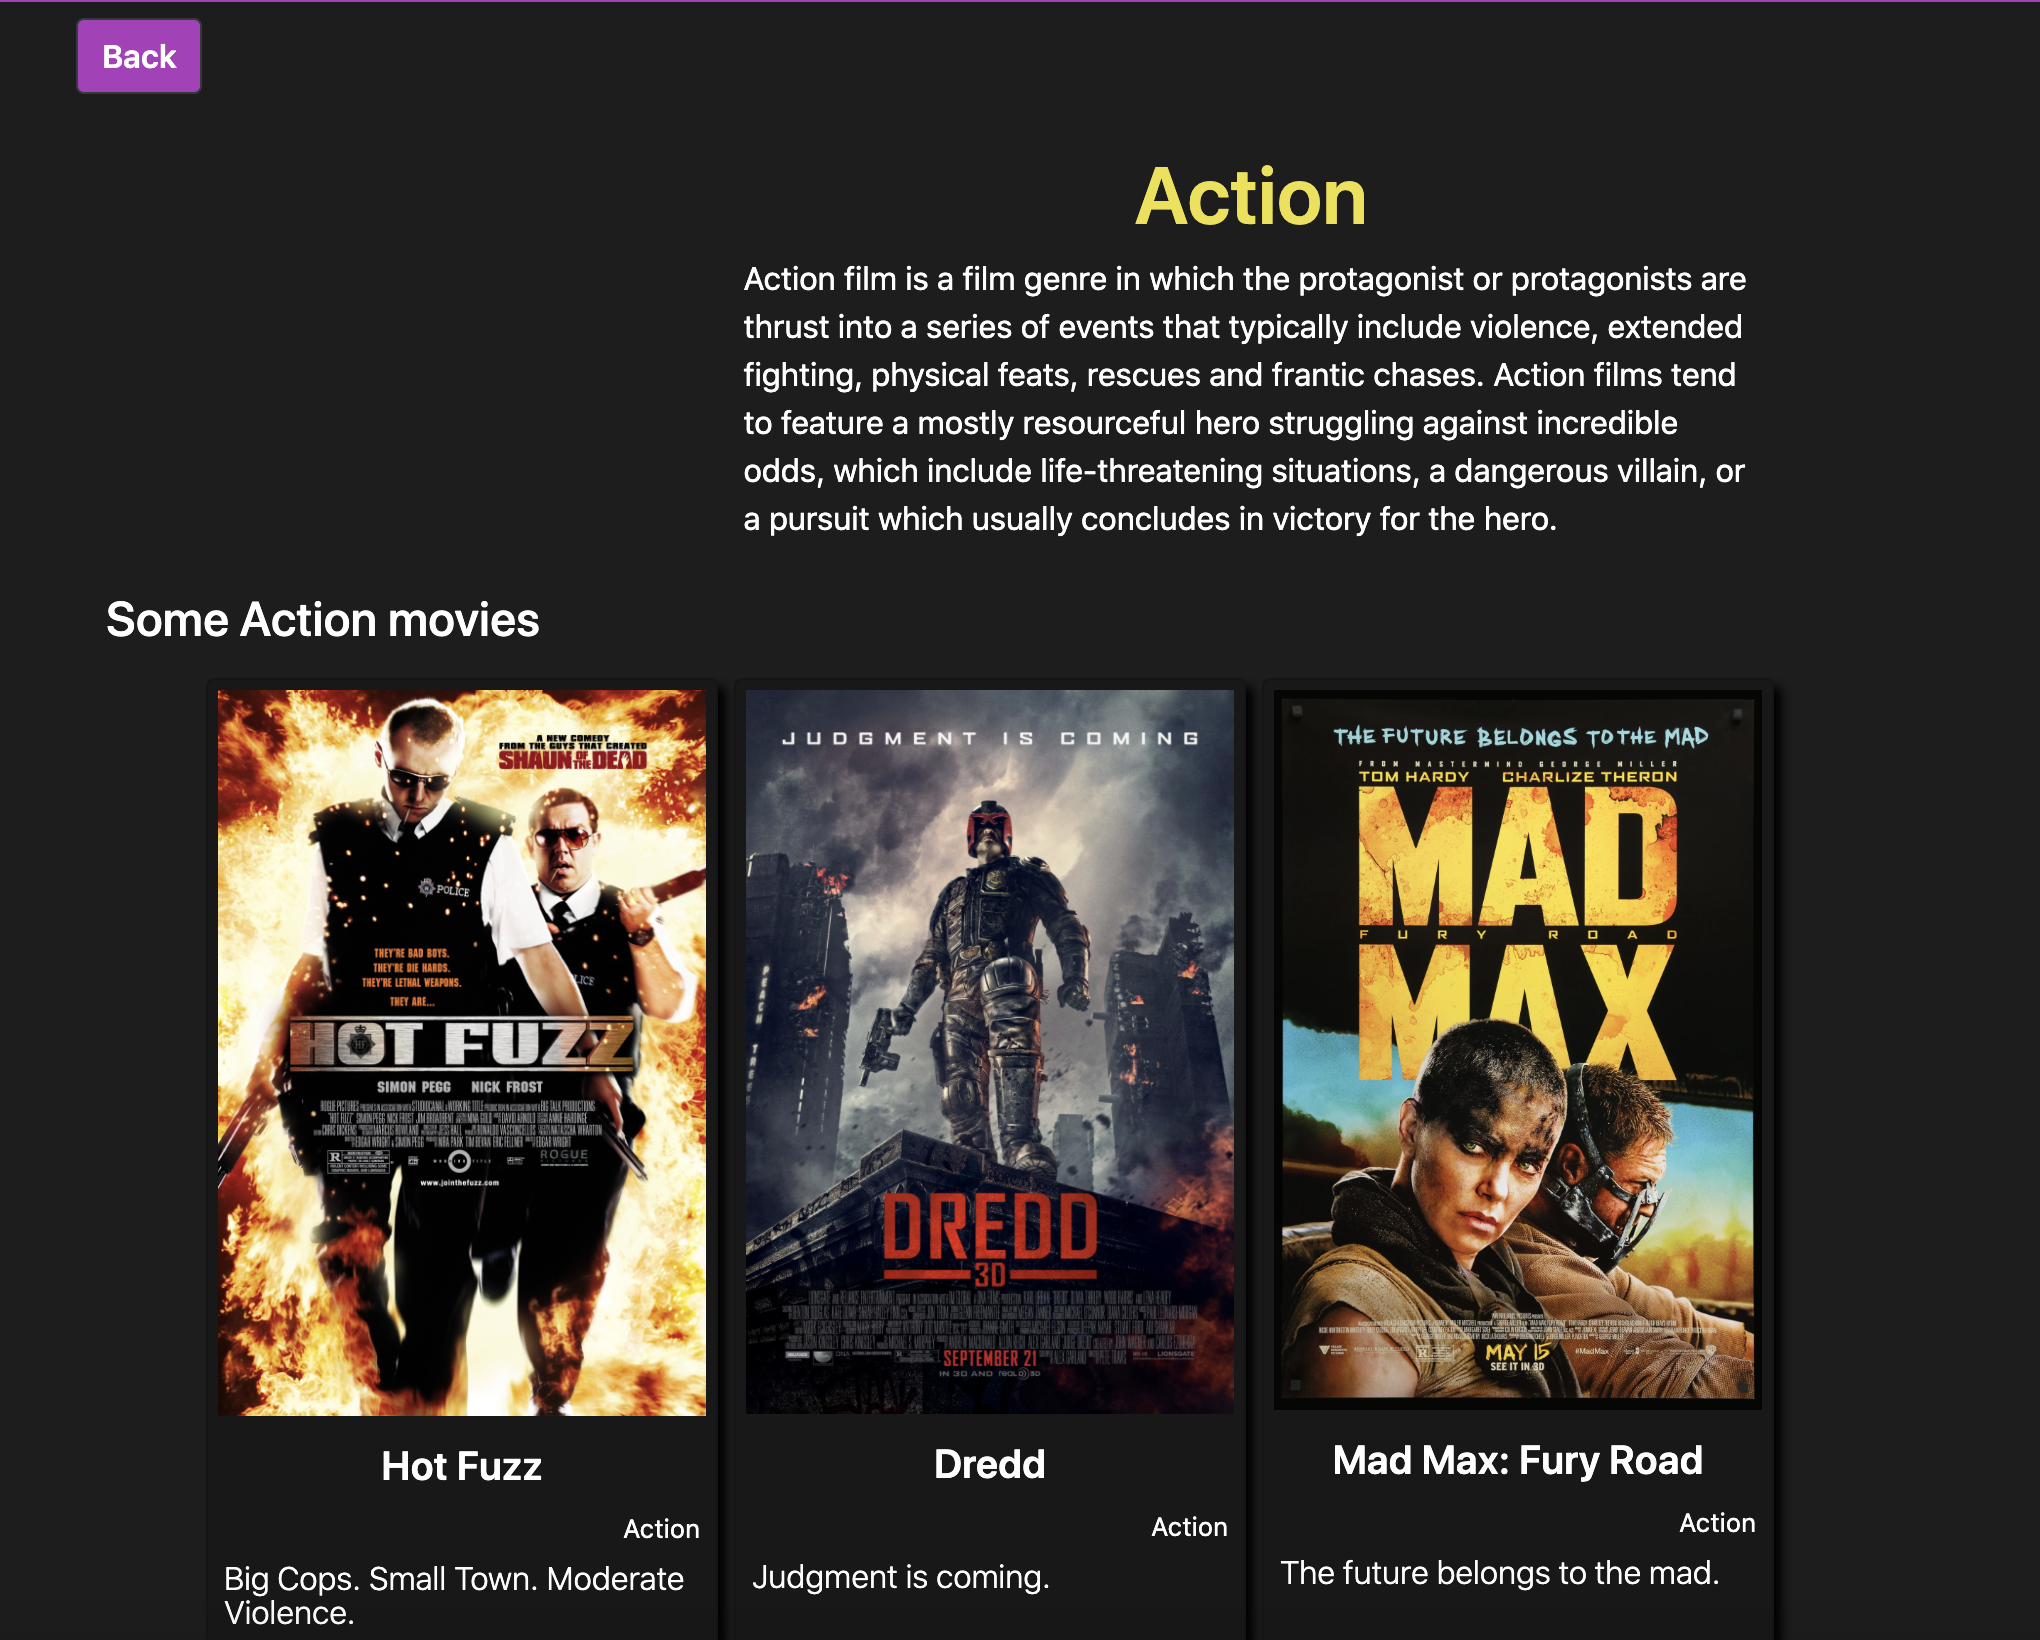 Back
Action
Action film is a film genre in which the protagonist or protagonists are
thrust into a series of events that typically include violence, extended
fighting, physical feats, rescues and frantic chases. Action films tend
to feature a mostly resourceful hero struggling against incredible
odds, which include life-threatening situations, a dangerous villain, or
a pursuit which usually concludes in victory for the hero.
Some Action movies
A NEW COMEDY
FROM THE GUYS THAT CREATED
SHAUN OF THE DEAD
POLICE
LICE
THEY'RE BAD BOYS.
THEY'RE DIE HARDS.
THEY'RE LETHAL WEAPONS.
THEY ARE...
HOT FUZZ
SIMON PEGG NICK FROST
R
ROGUE
www.jointhefuzz.com
Hot Fuzz
Action
Big Cops. Small Town. Moderate
Violence.
JUDGMENT IS COMING
PEACH TREE
DREDD
3D
SEPTEMBER 21
IN 3D AND REALD 3D
LIONSGATE
Dredd
Action
Judgment is coming.
THE FUTURE BELONGS TO THE MAD
FROM MASTERMIND GEORGE MILLER
TOM HARDY CHARLIZE THERON
MAD
FURY ROAD
MAX
MAY 15
SEE IT IN 3D
#MadMax
R
Mad Max: Fury Road
Action
The future belongs to the mad.